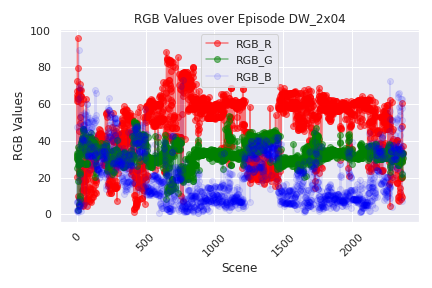 RGB Values over Episode DW_2x04
RGB Values
100
80
60
40
20
0
RGB_R
RGB_G
RGB_B
0
500
1000
1500
2000
Scene